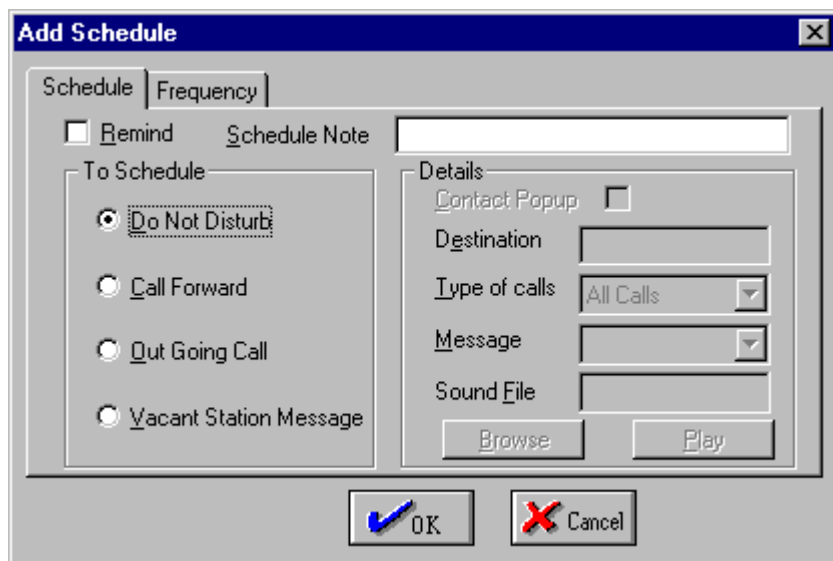 Add Schedule
Schedule Frequency
Remind Schedule Note
To Schedule
Do Not Disturb
Call Forward
Out Going Call
Vacant Station Message
Details
Contact Popup
Destination
Type of calls All Calls
Message
Sound File
Browse Play
OK Cancel